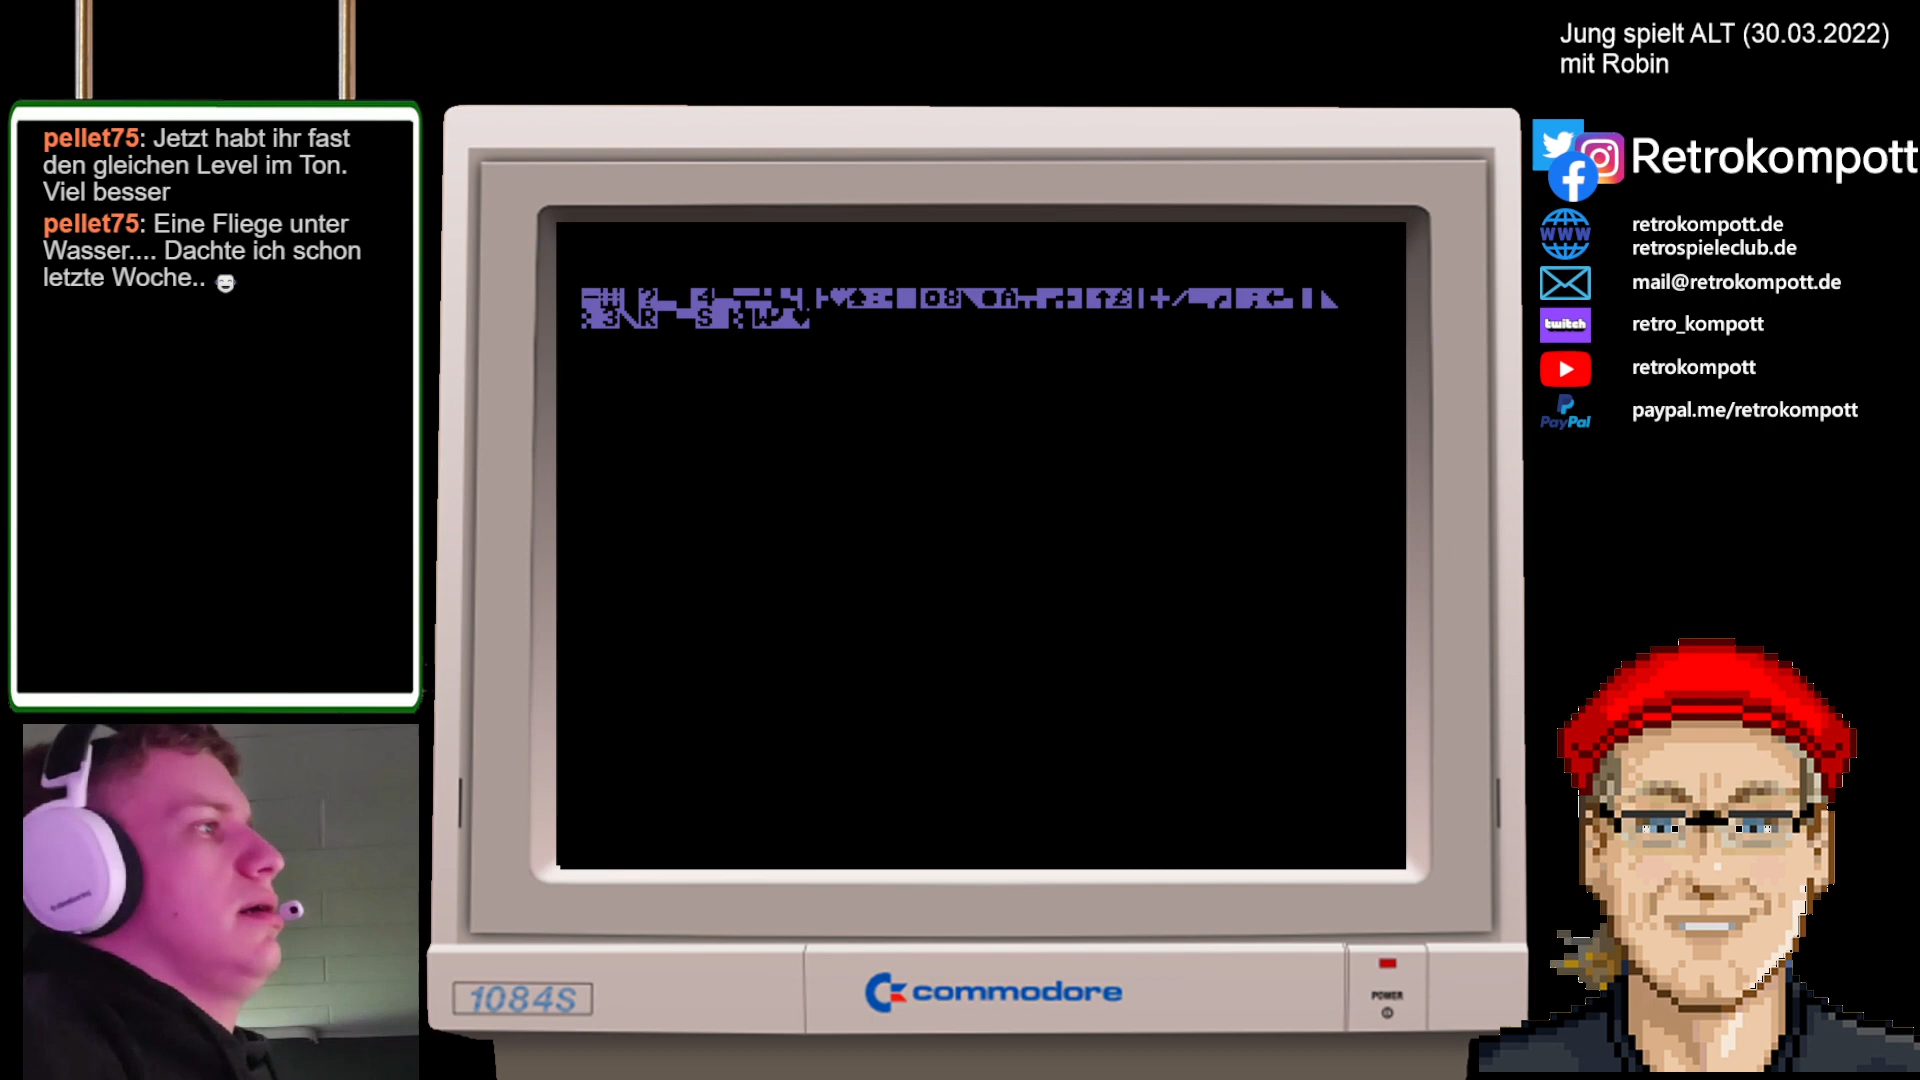 Jung spielt ALT (30.03.2022)
mit Robin
pellet75: Jetzt habt ihr fast
den gleichen Level im Ton.
Viel besser
pellet75: Eine Fliege unter
Wasser.... Dachte ich schon
letzte Woche..
Retrokompott
www
retrokompott.de
retrospieleclub.de
mail@retrokompott.de
twitch
retro_kompott
retrokompott
PayPal
paypal.me/retrokompott
1084S
commodore
POWER